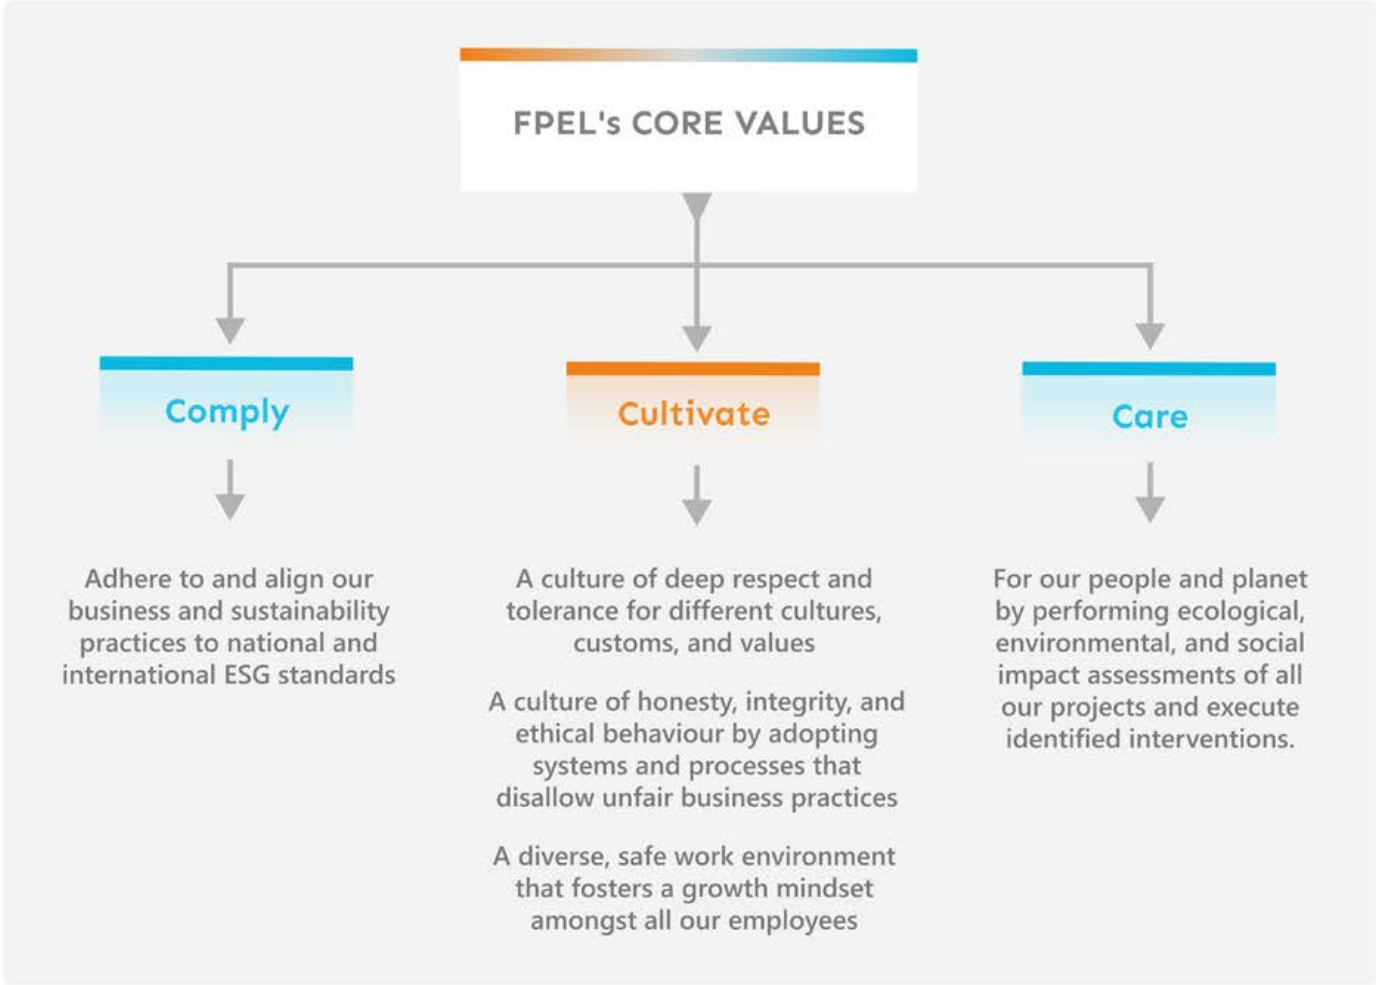 FPEL's CORE VALUES
Comply
Adhere to and align our
business and sustainability
practices to national and
international ESG standards
Cultivate
A culture of deep respect and
tolerance for different cultures,
customs, and values
A culture of honesty, integrity, and
ethical behaviour by adopting
systems and processes that
disallow unfair business practices
A diverse, safe work environment
that fosters a growth mindset
amongst all our employees
Care
For our people and planet
by performing ecological,
environmental, and social
impact assessments of all
our projects and execute
identified interventions.